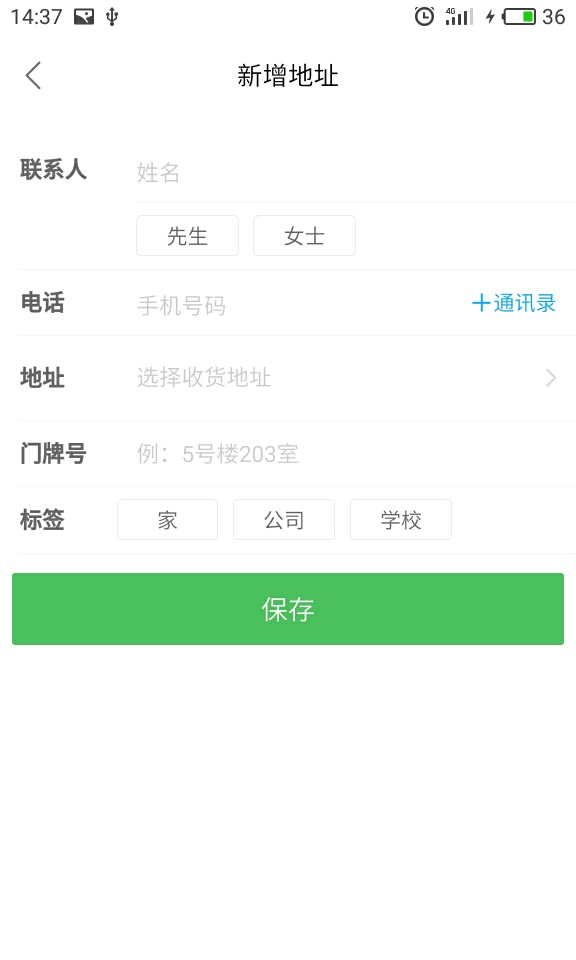 14:37 4G 36
新增地址
联系人 姓名
先生 女士
电话 手机号码 +通讯录
地址 选择收货地址
门牌号 例：5号楼203室
标签 家 公司 学校
保存